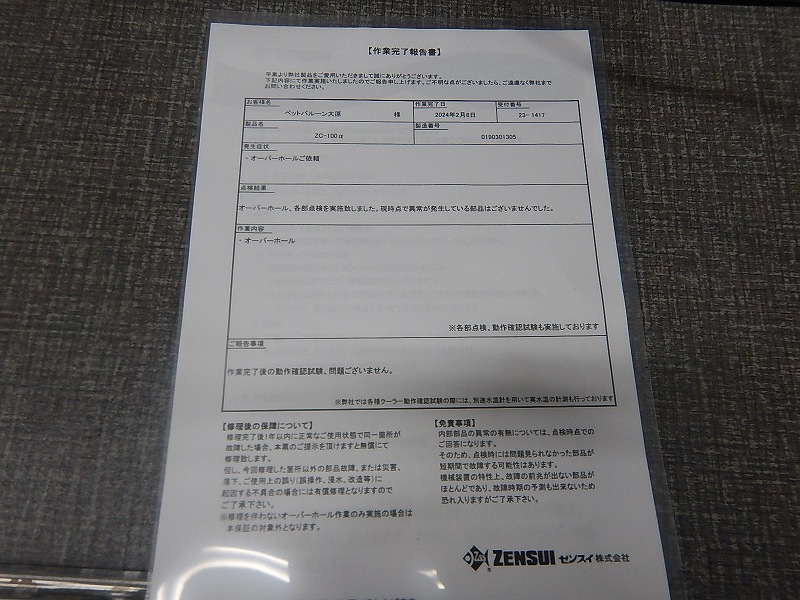 【作業完了報告書】
平素より弊社製品をご愛用いただきまして誠にありがとうございます。
下記内容にて作業実施いたしましたのでご報告申し上げます。ご不明な点がございましたら、ご遠慮なく弊社まで
お問い合わせください。
お客様名 作業完了日 受付番号
ペットバルーン大原 様 2024年2月6日 23-1417
製品名 製造番号
ZC-100α 0190301305
発生症状
・オーバーホールご依頼
点検結果
オーバーホール、各部点検を実施致しました。現時点で異常が発生している部品はございませんでした。
作業内容
・オーバーホール
※各部点検、動作確認試験も実施しております
ご報告事項
作業完了後の動作確認試験、問題ございません。
※弊社では各種クーラー動作確認試験の際には、別途水温計を用いて実水温の計測も行っております
【修理後の保障について】
修理完了後1年以内に正常なご使用状態で同一箇所が
故障した場合、本票のご提示を頂けますと無償にて
修理致します。
但し、今回修理した箇所以外の部品故障、または災害、
落下、ご使用上の誤り(誤操作、浸水、改造等)に
起因する不具合の場合には有償修理となりますので
ご了承下さい。
※修理を伴わないオーバーホール作業のみ実施の場合は
本保証の対象外となります。
【免責事項】
内部部品の異常の有無については、点検時点での
ご回答になります。
そのため、点検時には問題見られなかった部品が
短期間で故障する可能性はあります。
機械装置の特性上、故障の前兆が出ない部品が
ほとんどであり、故障時期の予測も出来ないため
恐れ入りますがご了承下さい。
ZENSUI ゼンスイ株式会社